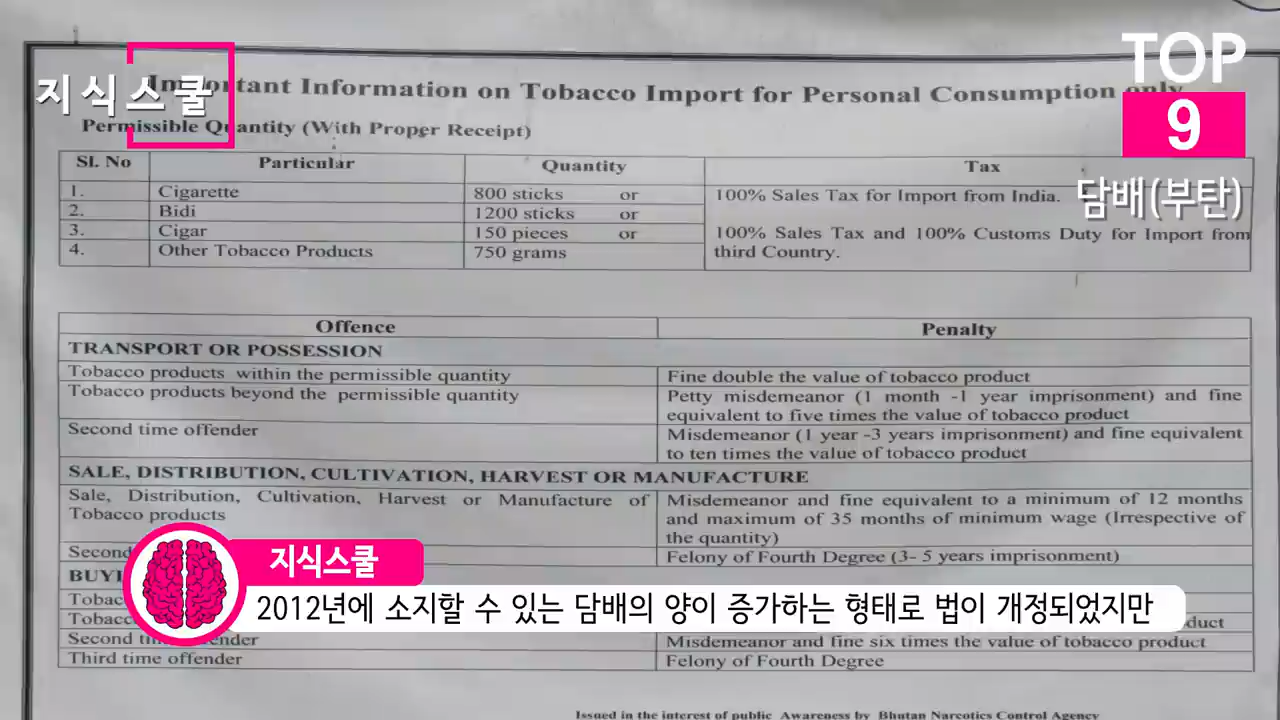 TOP
9
담배(부탄)
지식스쿨
Important Information on Tobacco Import for Personal Consumption only
Permissible Quantity (With Proper Receipt)
Sl. No Particular Quantity Tax
1. Cigarette 800 sticks or 100% Sales Tax for Import from India.
2. Bidi 1200 sticks or
3. Cigar 150 pieces or 100% Sales Tax and 100% Customs Duty for Import from
4. Other Tobacco Products 750 grams third Country.
Offence Penalty
TRANSPORT OR POSSESSION
Tobacco products within the permissible quantity Fine double the value of tobacco product
Tobacco products beyond the permissible quantity Petty misdemeanor (1 month -1 year imprisonment) and fine
equivalent to five times the value of tobacco product
Second time offender Misdemeanor (1 year -3 years imprisonment) and fine equivalent
to ten times the value of tobacco product
SALE, DISTRIBUTION, CULTIVATION, HARVEST OR MANUFACTURE
Sale, Distribution, Cultivation, Harvest or Manufacture of Misdemeanor and fine equivalent to a minimum of 12 months
Tobacco products and maximum of 35 months of minimum wage (Irrespective of
the quantity)
Second Felony of Fourth Degree (3- 5 years imprisonment)
지식스쿨
2012년에 소지할 수 있는 담배의 양이 증가하는 형태로 법이 개정되었지만
Second offender Misdemeanor and fine six times the value of tobacco product
Third time offender Felony of Fourth Degree
Issued in the interest of public Awareness by Bhutan Narcotics Control Agency